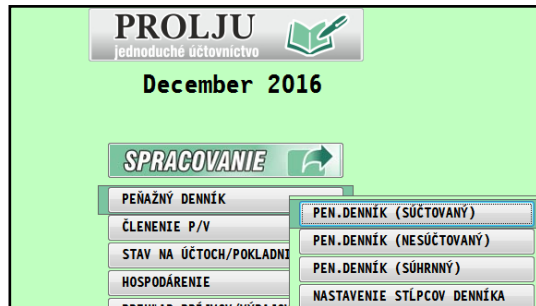 PROLJU
jednoduché účtovníctvo
December 2016
SPRACOVANIE
PEŇAŽNÝ DENNÍK
ČLENENIE P/V
STAV NA ÚČTOCH/POKLADNI
HOSPODÁRENIE
PEN.DENNÍK (SÚČTOVANÝ)
PEN.DENNÍK (NESÚČTOVANÝ)
PEN.DENNÍK (SÚHRNNÝ)
NASTAVENIE STĹPCOV DENNÍKA